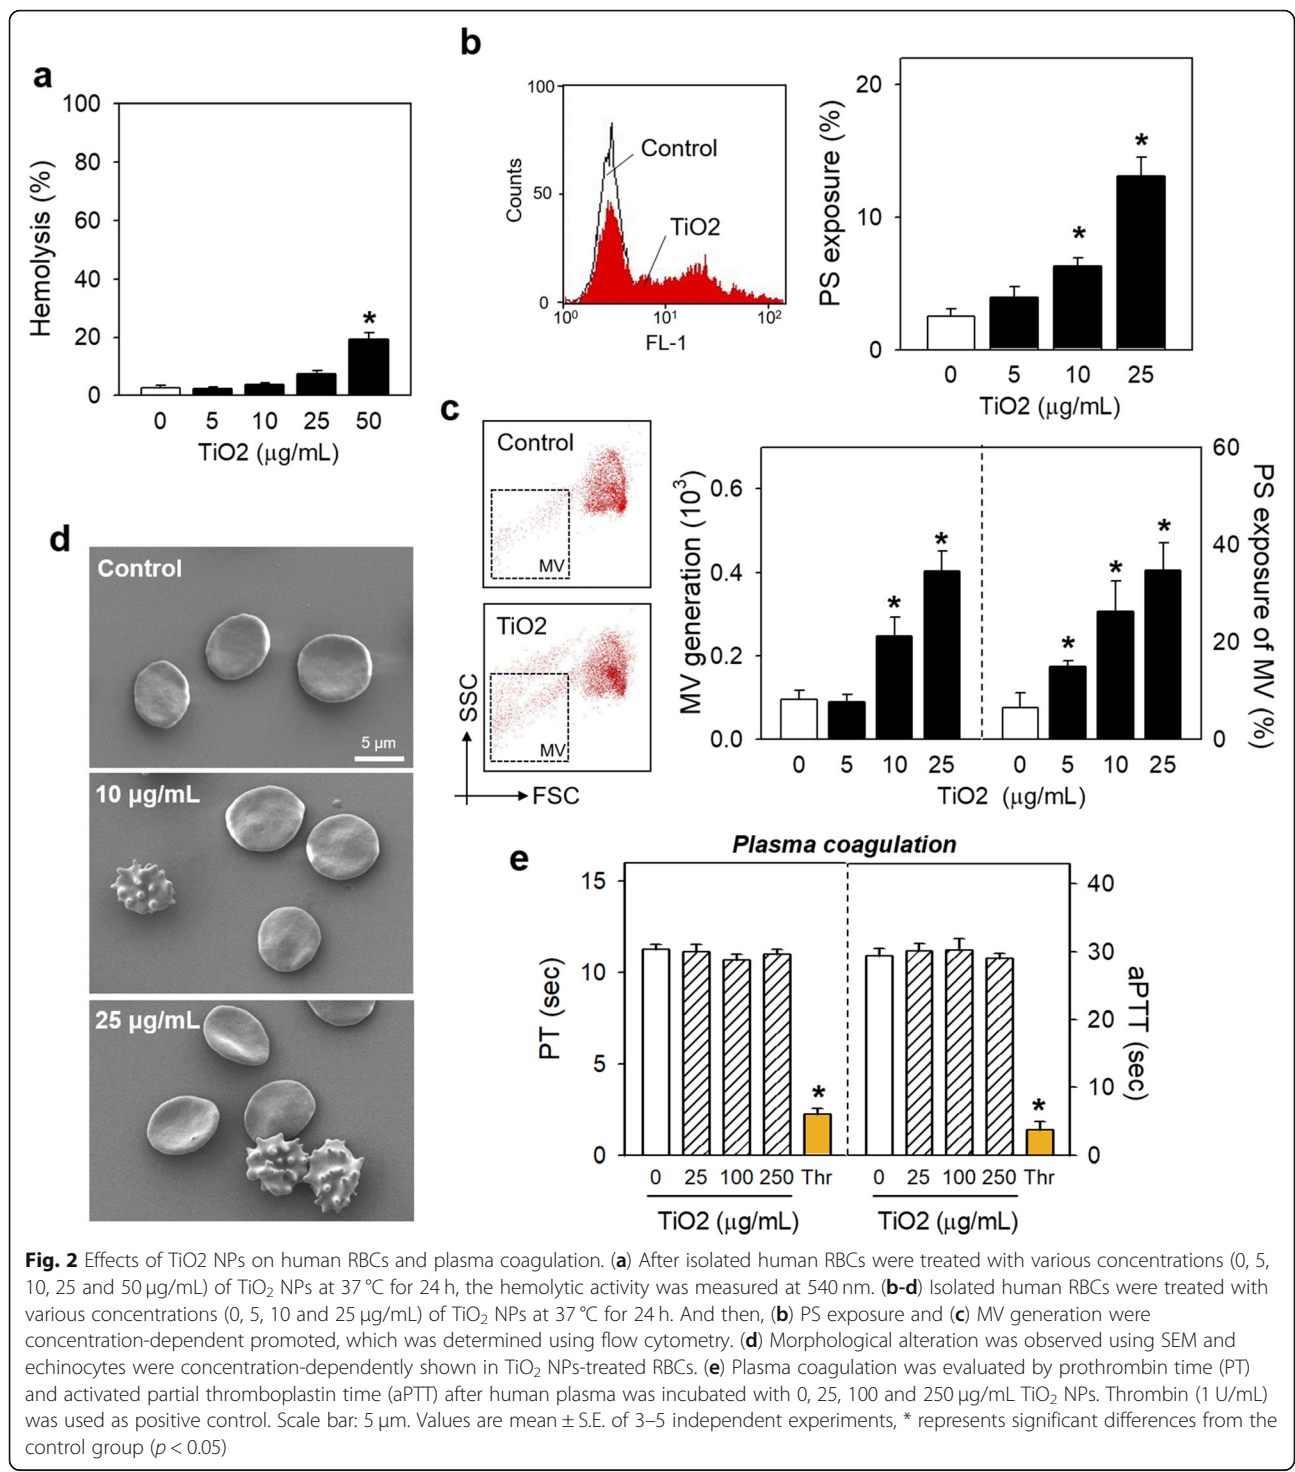 a
100
80
60
40
20
0
Hemolysis (%)
*
0 5 10 25 50
TiO2 (μg/mL)
b
100
50
0
Counts
Control
TiO2
10⁰ 10¹ 10²
FL-1
20
10
0
PS exposure (%)
*
*
0 5 10 25
TiO2 (μg/mL)
c
Control
MV
TiO2
MV
SSC
FSC
0.6
0.4
0.2
0.0
MV generation (10³)
* *
* * *
60
40
20
0
PS exposure of MV (%)
0 5 10 25 0 5 10 25
TiO2 (μg/mL)
d
Control
5 μm
10 μg/mL
25 μg/mL
e
Plasma coagulation
15
10
5
0
PT (sec)
*
*
40
30
20
10
0
aPTT (sec)
0 25 100 250 Thr 0 25 100 250 Thr
TiO2 (μg/mL) TiO2 (μg/mL)
Fig. 2 Effects of TiO2 NPs on human RBCs and plasma coagulation. (a) After isolated human RBCs were treated with various concentrations (0, 5,
10, 25 and 50 μg/mL) of TiO₂ NPs at 37 °C for 24 h, the hemolytic activity was measured at 540 nm. (b-d) Isolated human RBCs were treated with
various concentrations (0, 5, 10 and 25 μg/mL) of TiO₂ NPs at 37 °C for 24 h. And then, (b) PS exposure and (c) MV generation were
concentration-dependent promoted, which was determined using flow cytometry. (d) Morphological alteration was observed using SEM and
echinocytes were concentration-dependently shown in TiO₂ NPs-treated RBCs. (e) Plasma coagulation was evaluated by prothrombin time (PT)
and activated partial thromboplastin time (aPTT) after human plasma was incubated with 0, 25, 100 and 250 μg/mL TiO₂ NPs. Thrombin (1 U/mL)
was used as positive control. Scale bar: 5 μm. Values are mean ± S.E. of 3–5 independent experiments, * represents significant differences from the
control group (p < 0.05)